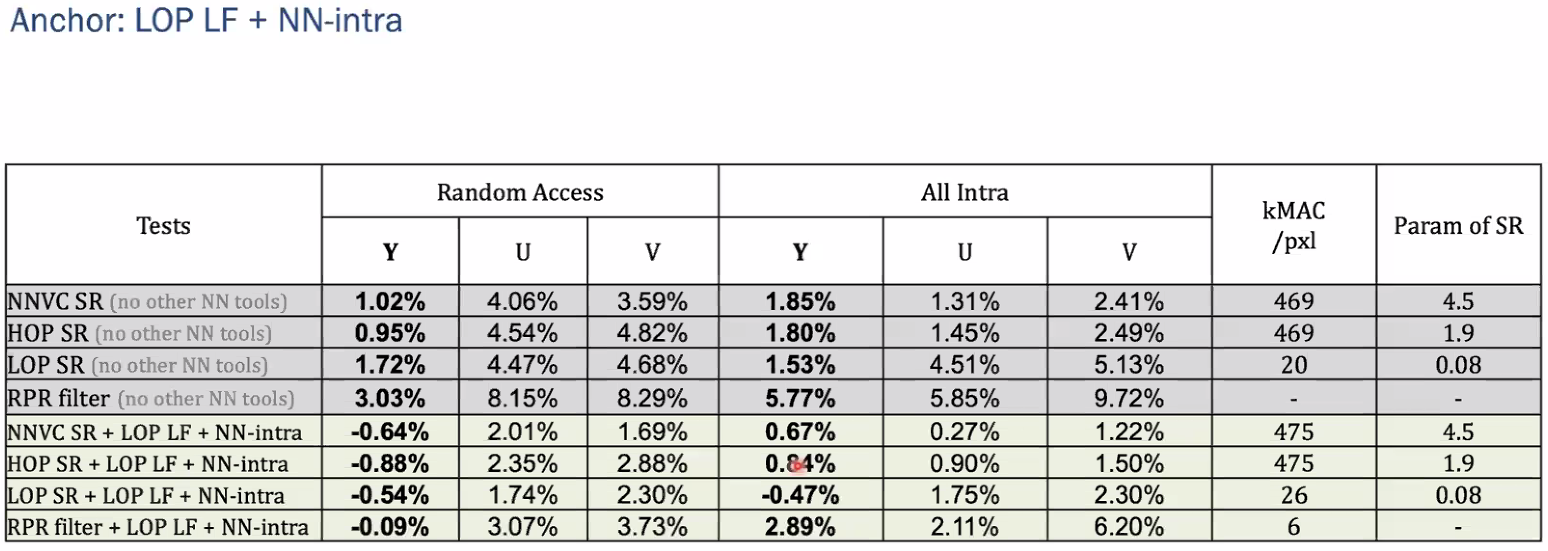 Anchor: LOP LF + NN-intra
Tests Random Access All Intra kMAC /pxl Param of SR
Y U V Y U V
NNVC SR (no other NN tools) 1.02% 4.06% 3.59% 1.85% 1.31% 2.41% 469 4.5
HOP SR (no other NN tools) 0.95% 4.54% 4.82% 1.80% 1.45% 2.49% 469 1.9
LOP SR (no other NN tools) 1.72% 4.47% 4.68% 1.53% 4.51% 5.13% 20 0.08
RPR filter (no other NN tools) 3.03% 8.15% 8.29% 5.77% 5.85% 9.72% - -
NNVC SR + LOP LF + NN-intra -0.64% 2.01% 1.69% 0.67% 0.27% 1.22% 475 4.5
HOP SR + LOP LF + NN-intra -0.88% 2.35% 2.88% 0.84% 0.90% 1.50% 475 1.9
LOP SR + LOP LF + NN-intra -0.54% 1.74% 2.30% -0.47% 1.75% 2.30% 26 0.08
RPR filter + LOP LF + NN-intra -0.09% 3.07% 3.73% 2.89% 2.11% 6.20% 6 -